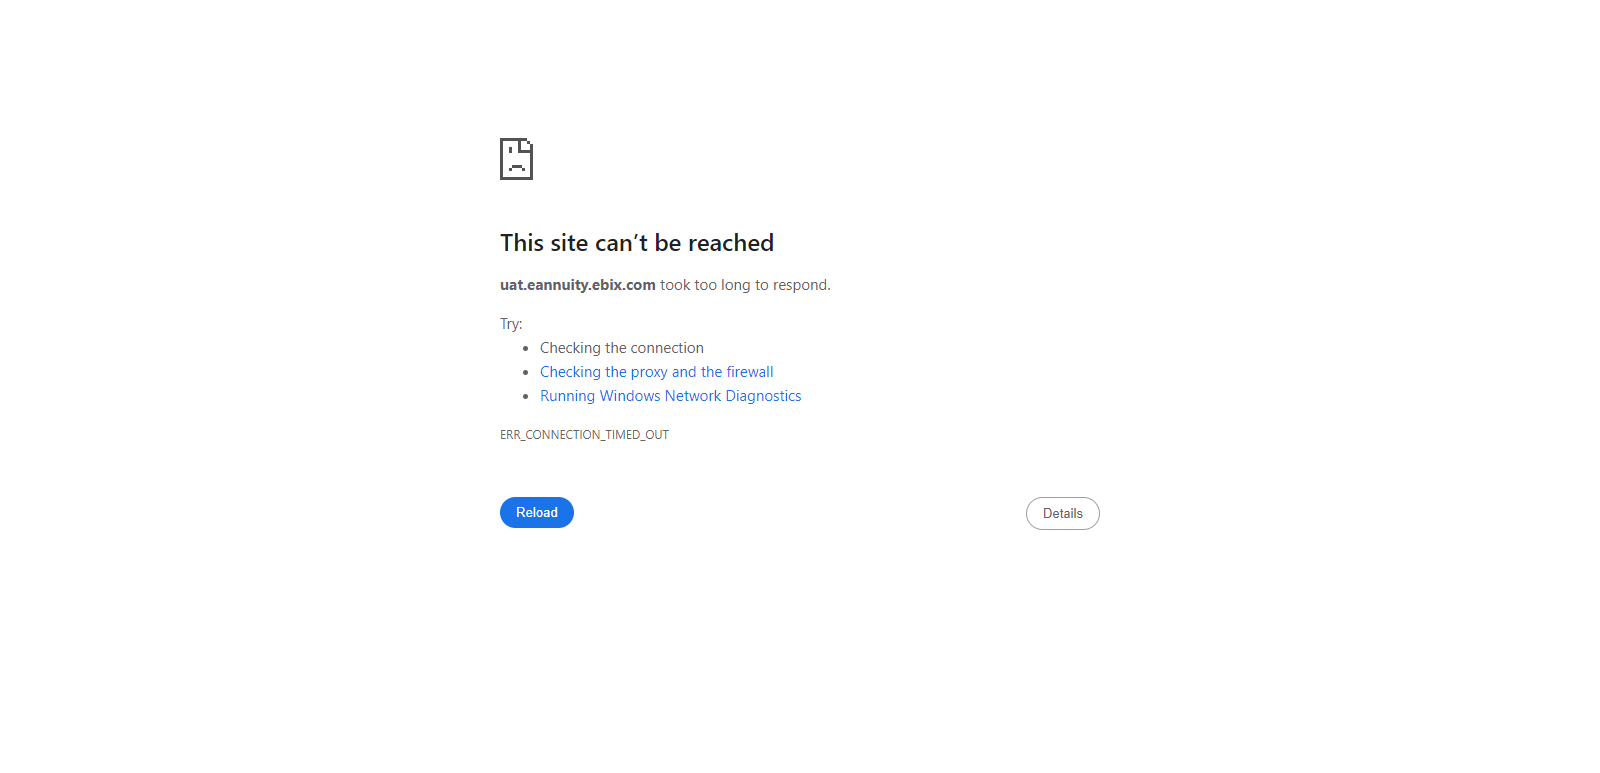 This site can’t be reached
uat.eannuity.ebix.com took too long to respond.
Try:
Checking the connection
Checking the proxy and the firewall
Running Windows Network Diagnostics
ERR_CONNECTION_TIMED_OUT
Reload
Details